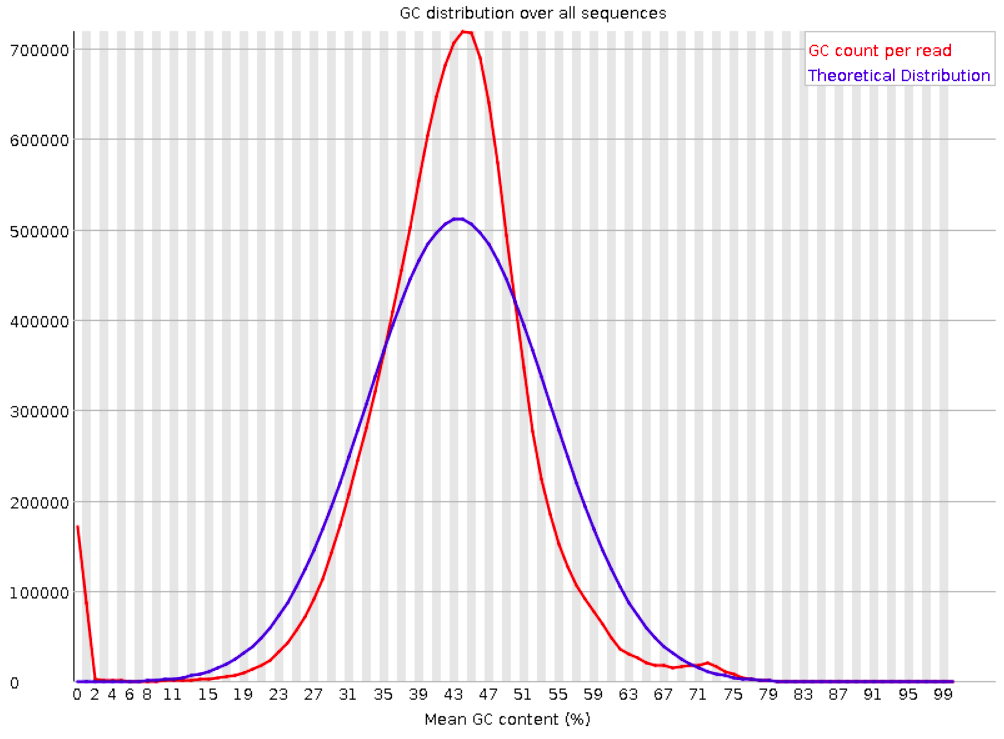 GC distribution over all sequences
GC count per read
Theoretical Distribution
700000
600000
500000
400000
300000
200000
100000
0
0 2 4 6 8 11 15 19 23 27 31 35 39 43 47 51 55 59 63 67 71 75 79 83 87 91 95 99
Mean GC content (%)